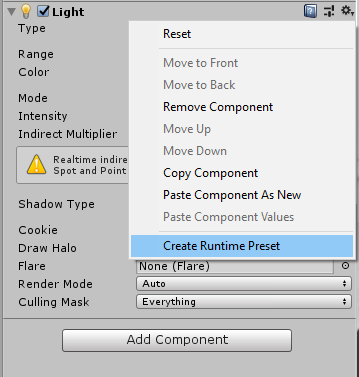 Light
Type
Range
Color
Mode
Intensity
Indirect Multiplier
Realtime indire
Spot and Point
Shadow Type
Cookie
Draw Halo
Flare
None (Flare)
Render Mode
Auto
Culling Mask
Everything
Add Component
Reset
Move to Front
Move to Back
Remove Component
Move Up
Move Down
Copy Component
Paste Component As New
Paste Component Values
Create Runtime Preset